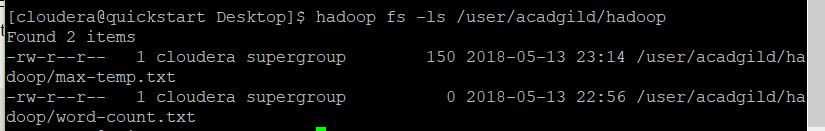 [cloudera@quickstart Desktop]$ hadoop fs -ls /user/acadgild/hadoop
Found 2 items
-rw-r--r--   1 cloudera supergroup        150 2018-05-13 23:14 /user/acadgild/ha
doop/max-temp.txt
-rw-r--r--   1 cloudera supergroup          0 2018-05-13 22:56 /user/acadgild/ha
doop/word-count.txt